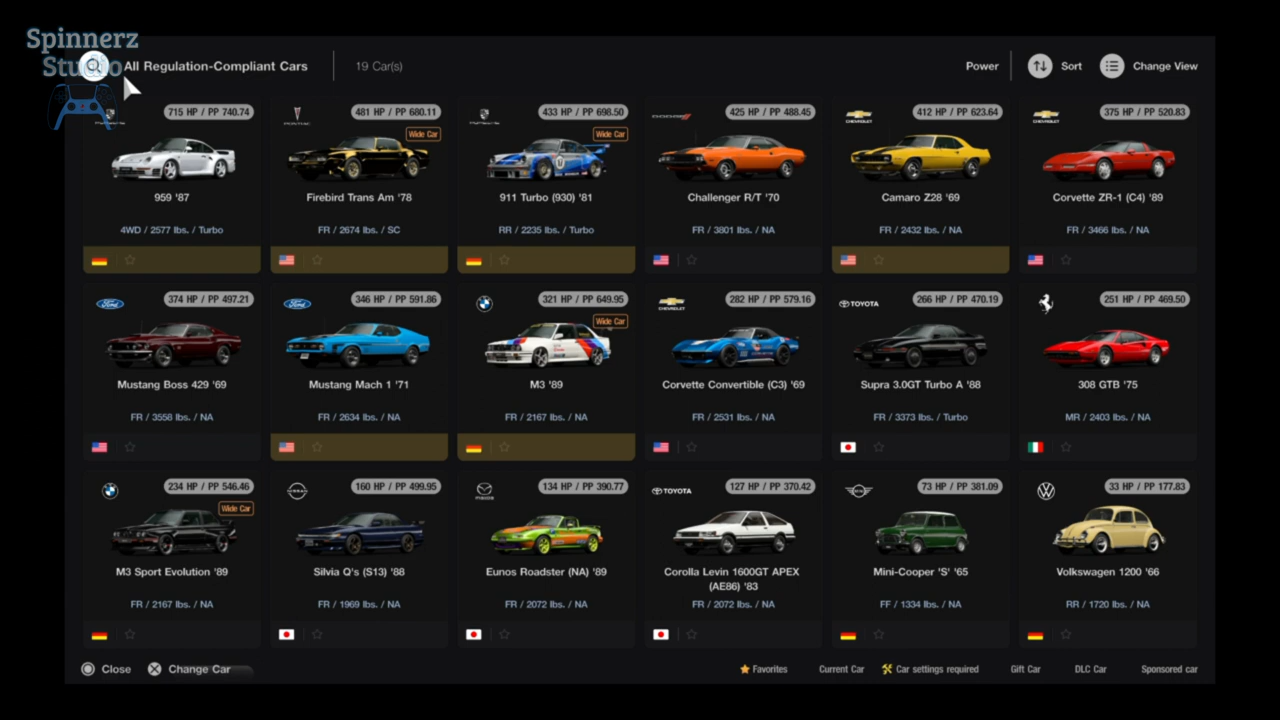 Spinnerz
Studio
All Regulation-Compliant Cars
19 Car(s)
Power
Sort
Change View
715 HP / PP 740.74
959 '87
4WD / 2577 lbs. / Turbo
481 HP / PP 680.11
Wide Car
Firebird Trans Am '78
FR / 2674 lbs. / SC
433 HP / PP 698.50
Wide Car
911 Turbo (930) '81
RR / 2235 lbs. / Turbo
DODGE
425 HP / PP 488.45
Challenger R/T '70
FR / 3801 lbs. / NA
CHEVROLET
412 HP / PP 623.64
Camaro Z28 '69
FR / 2432 lbs. / NA
CHEVROLET
375 HP / PP 520.83
Corvette ZR-1 (C4) '89
FR / 3466 lbs. / NA
Ford
374 HP / PP 497.21
Mustang Boss 429 '69
FR / 3558 lbs. / NA
Ford
346 HP / PP 591.86
Mustang Mach 1 '71
FR / 2634 lbs. / NA
321 HP / PP 649.95
Wide Car
M3 '89
FR / 2167 lbs. / NA
CHEVROLET
282 HP / PP 579.16
Corvette Convertible (C3) '69
FR / 2531 lbs. / NA
TOYOTA
266 HP / PP 470.19
Supra 3.0GT Turbo A '88
FR / 3373 lbs. / Turbo
251 HP / PP 469.50
308 GTB '75
MR / 2403 lbs. / NA
234 HP / PP 546.46
Wide Car
M3 Sport Evolution '89
FR / 2167 lbs. / NA
160 HP / PP 499.95
Silvia Q's (S13) '88
FR / 1969 lbs. / NA
134 HP / PP 390.77
Eunos Roadster (NA) '89
FR / 2072 lbs. / NA
TOYOTA
127 HP / PP 370.42
Corolla Levin 1600GT APEX
(AE86) '83
FR / 2072 lbs. / NA
73 HP / PP 381.09
Mini-Cooper 'S' '65
FF / 1334 lbs. / NA
33 HP / PP 177.83
Volkswagen 1200 '66
RR / 1720 lbs. / NA
Close
Change Car
Favorites
Current Car
Car settings required
Gift Car
DLC Car
Sponsored car